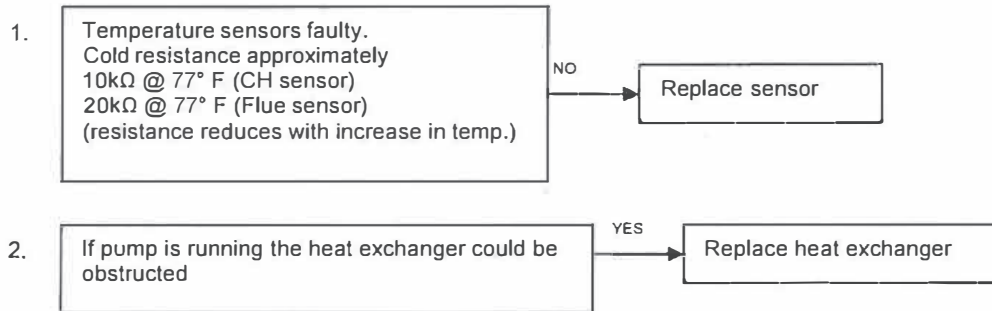 1.
Temperature sensors faulty.
Cold resistance approximately
10kΩ @ 77° F (CH sensor)
20kΩ @ 77° F (Flue sensor)
(resistance reduces with increase in temp.)
NO
Replace sensor
2.
If pump is running the heat exchanger could be
obstructed
YES
Replace heat exchanger